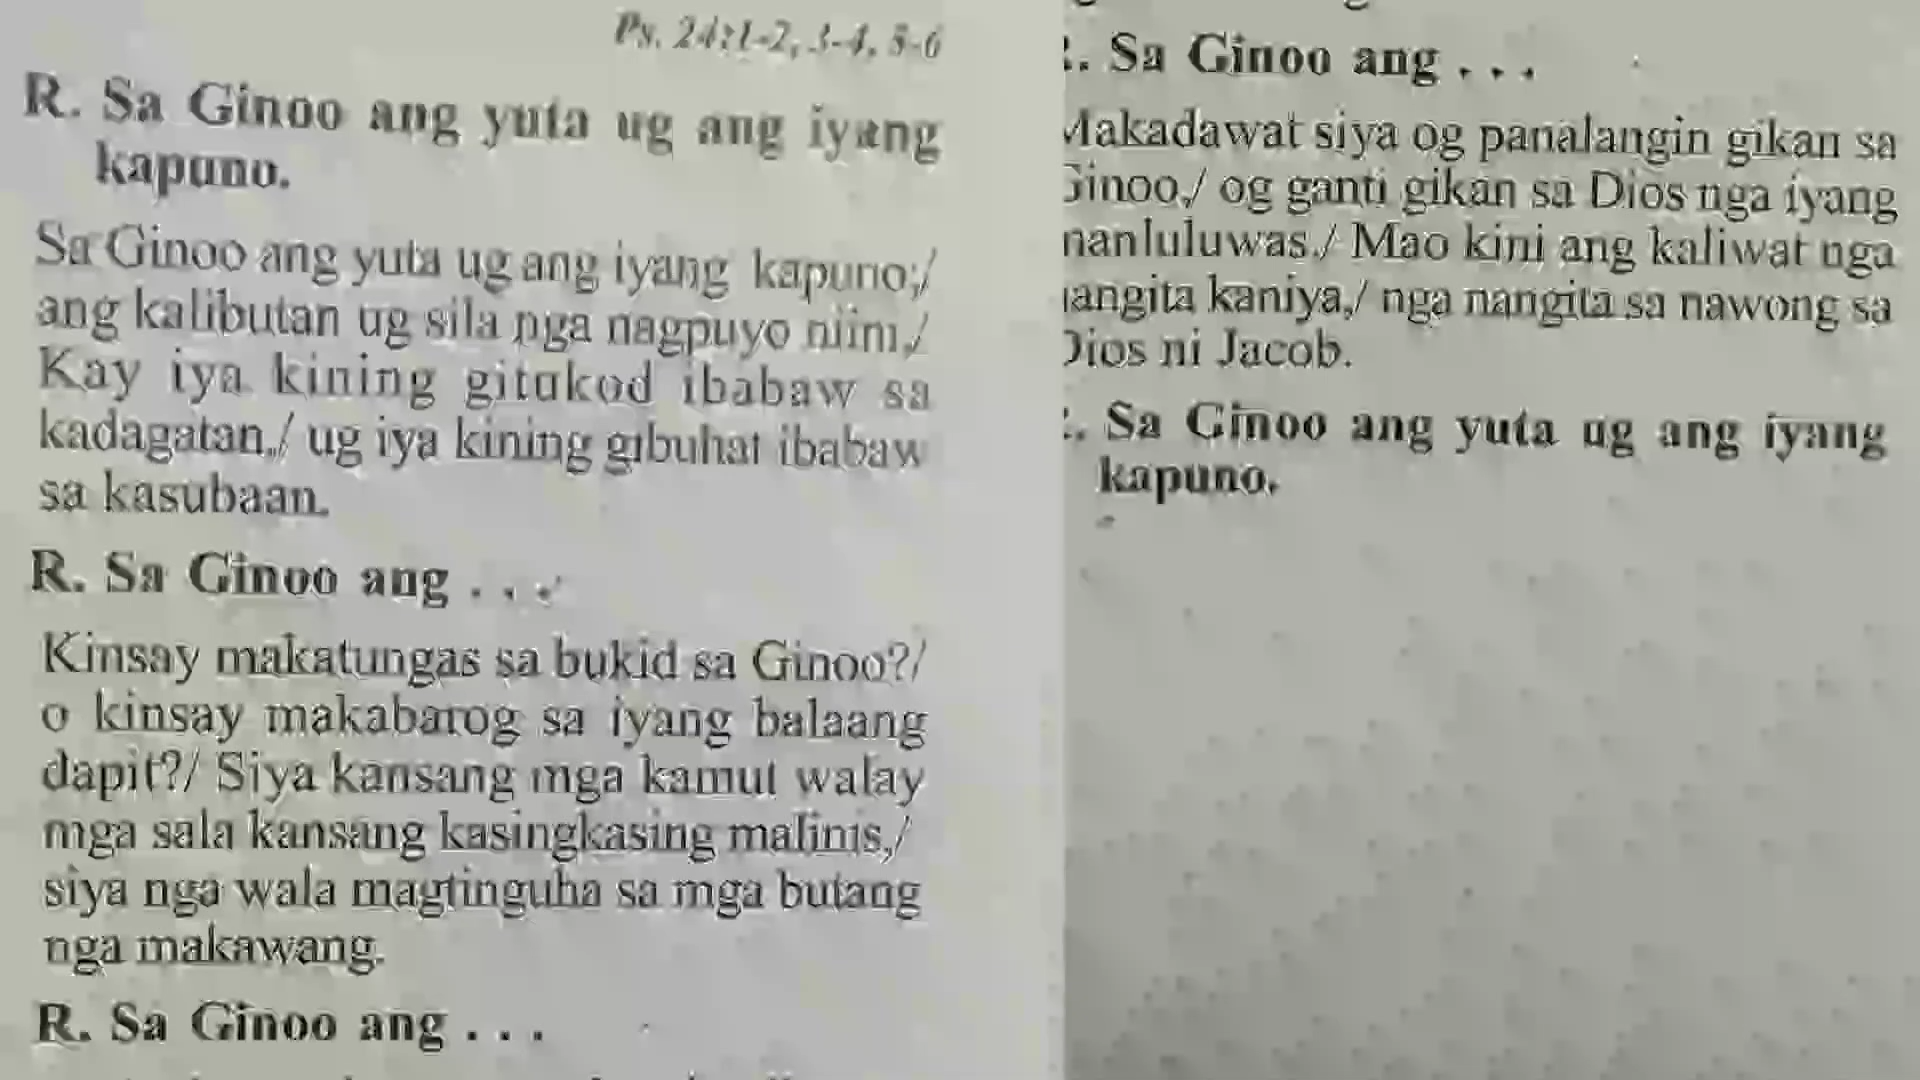 Ps. 24:1-2, 3-4, 5-6
R. Sa Ginoo ang yuta ug ang iyang
kapuno.
Sa Ginoo ang yuta ug ang iyang kapuno;/
ang kalibutan ug sila nga nagpuyo niini./
Kay iya kining gitukod ibabaw sa
kadagatan,/ ug iya kining gibuhat ibabaw
sa kasubaan.
R. Sa Ginoo ang . . .
Kinsay makatungas sa bukid sa Ginoo?/
o kinsay makabarog sa iyang balaang
dapit?/ Siya kansang mga kamut walay
mga sala kansang kasingkasing malinis,/
siya nga wala magtinguha sa mga butang
nga makawang.
R. Sa Ginoo ang . . .
. Sa Ginoo ang . . .
Makadawat siya og panalangin gikan sa
Ginoo,/ og ganti gikan sa Dios nga iyang
manluluwas./ Mao kini ang kaliwat nga
nangita kaniya,/ nga nangita sa nawong sa
Dios ni Jacob.
. Sa Ginoo ang yuta ug ang iyang
kapuno.